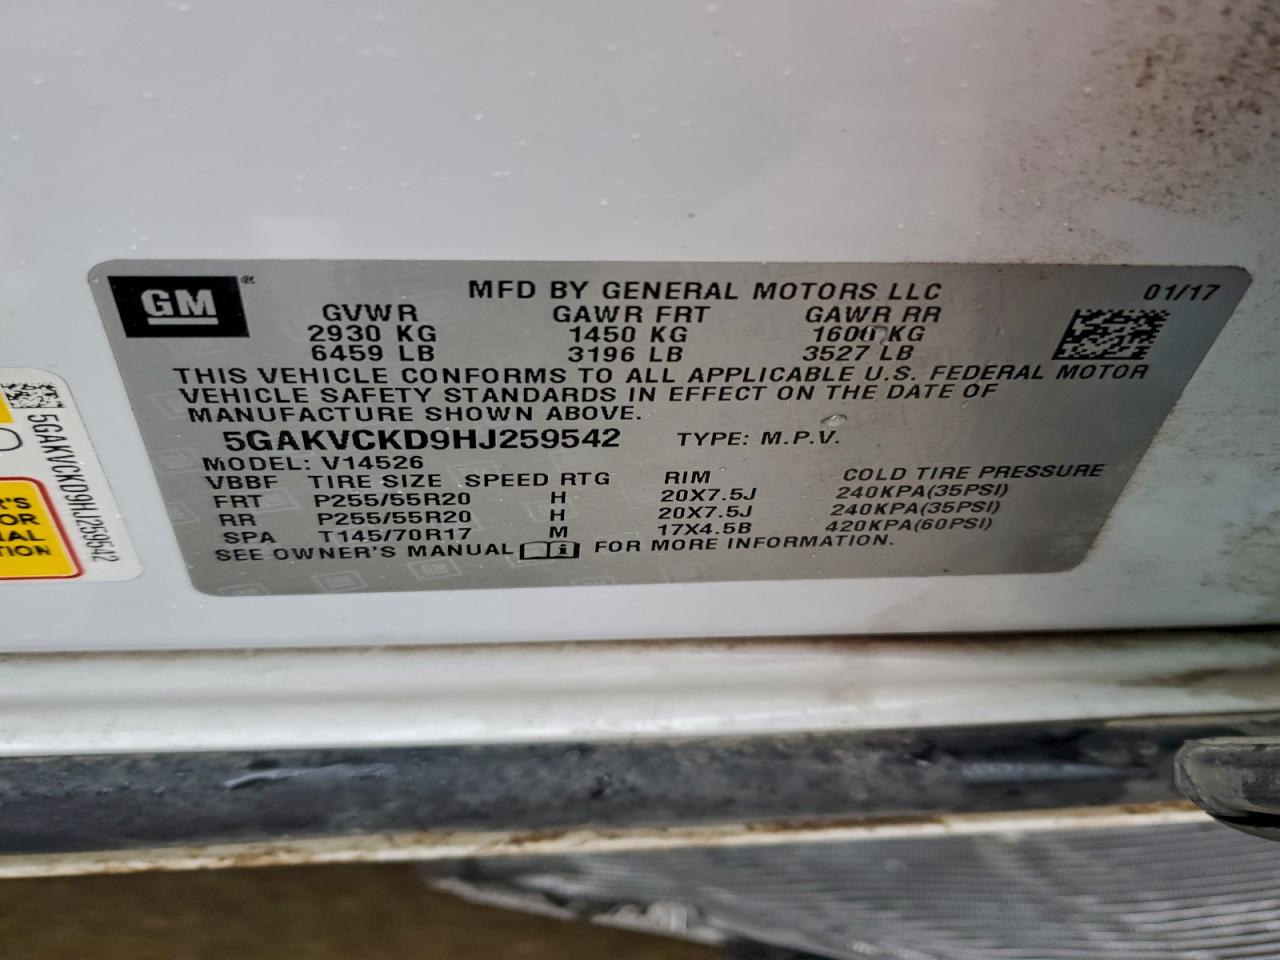 GM®
MFD BY GENERAL MOTORS LLC 01/17
GVWR GAWR FRT GAWR RR
2930 KG 1450 KG 1600 KG
6459 LB 3196 LB 3527 LB
THIS VEHICLE CONFORMS TO ALL APPLICABLE U.S. FEDERAL MOTOR
VEHICLE SAFETY STANDARDS IN EFFECT ON THE DATE OF
MANUFACTURE SHOWN ABOVE.
5GAKVCKD9HJ259542 TYPE: M.P.V.
MODEL: V14526
VBBF TIRE SIZE SPEED RTG RIM COLD TIRE PRESSURE
FRT P255/55R20 H 20X7.5J 240KPA(35PSI)
RR P255/55R20 H 20X7.5J 240KPA(35PSI)
SPA T145/70R17 M 17X4.5B 420KPA(60PSI)
SEE OWNER'S MANUAL FOR MORE INFORMATION.
5GAKVCKD9HJ259542